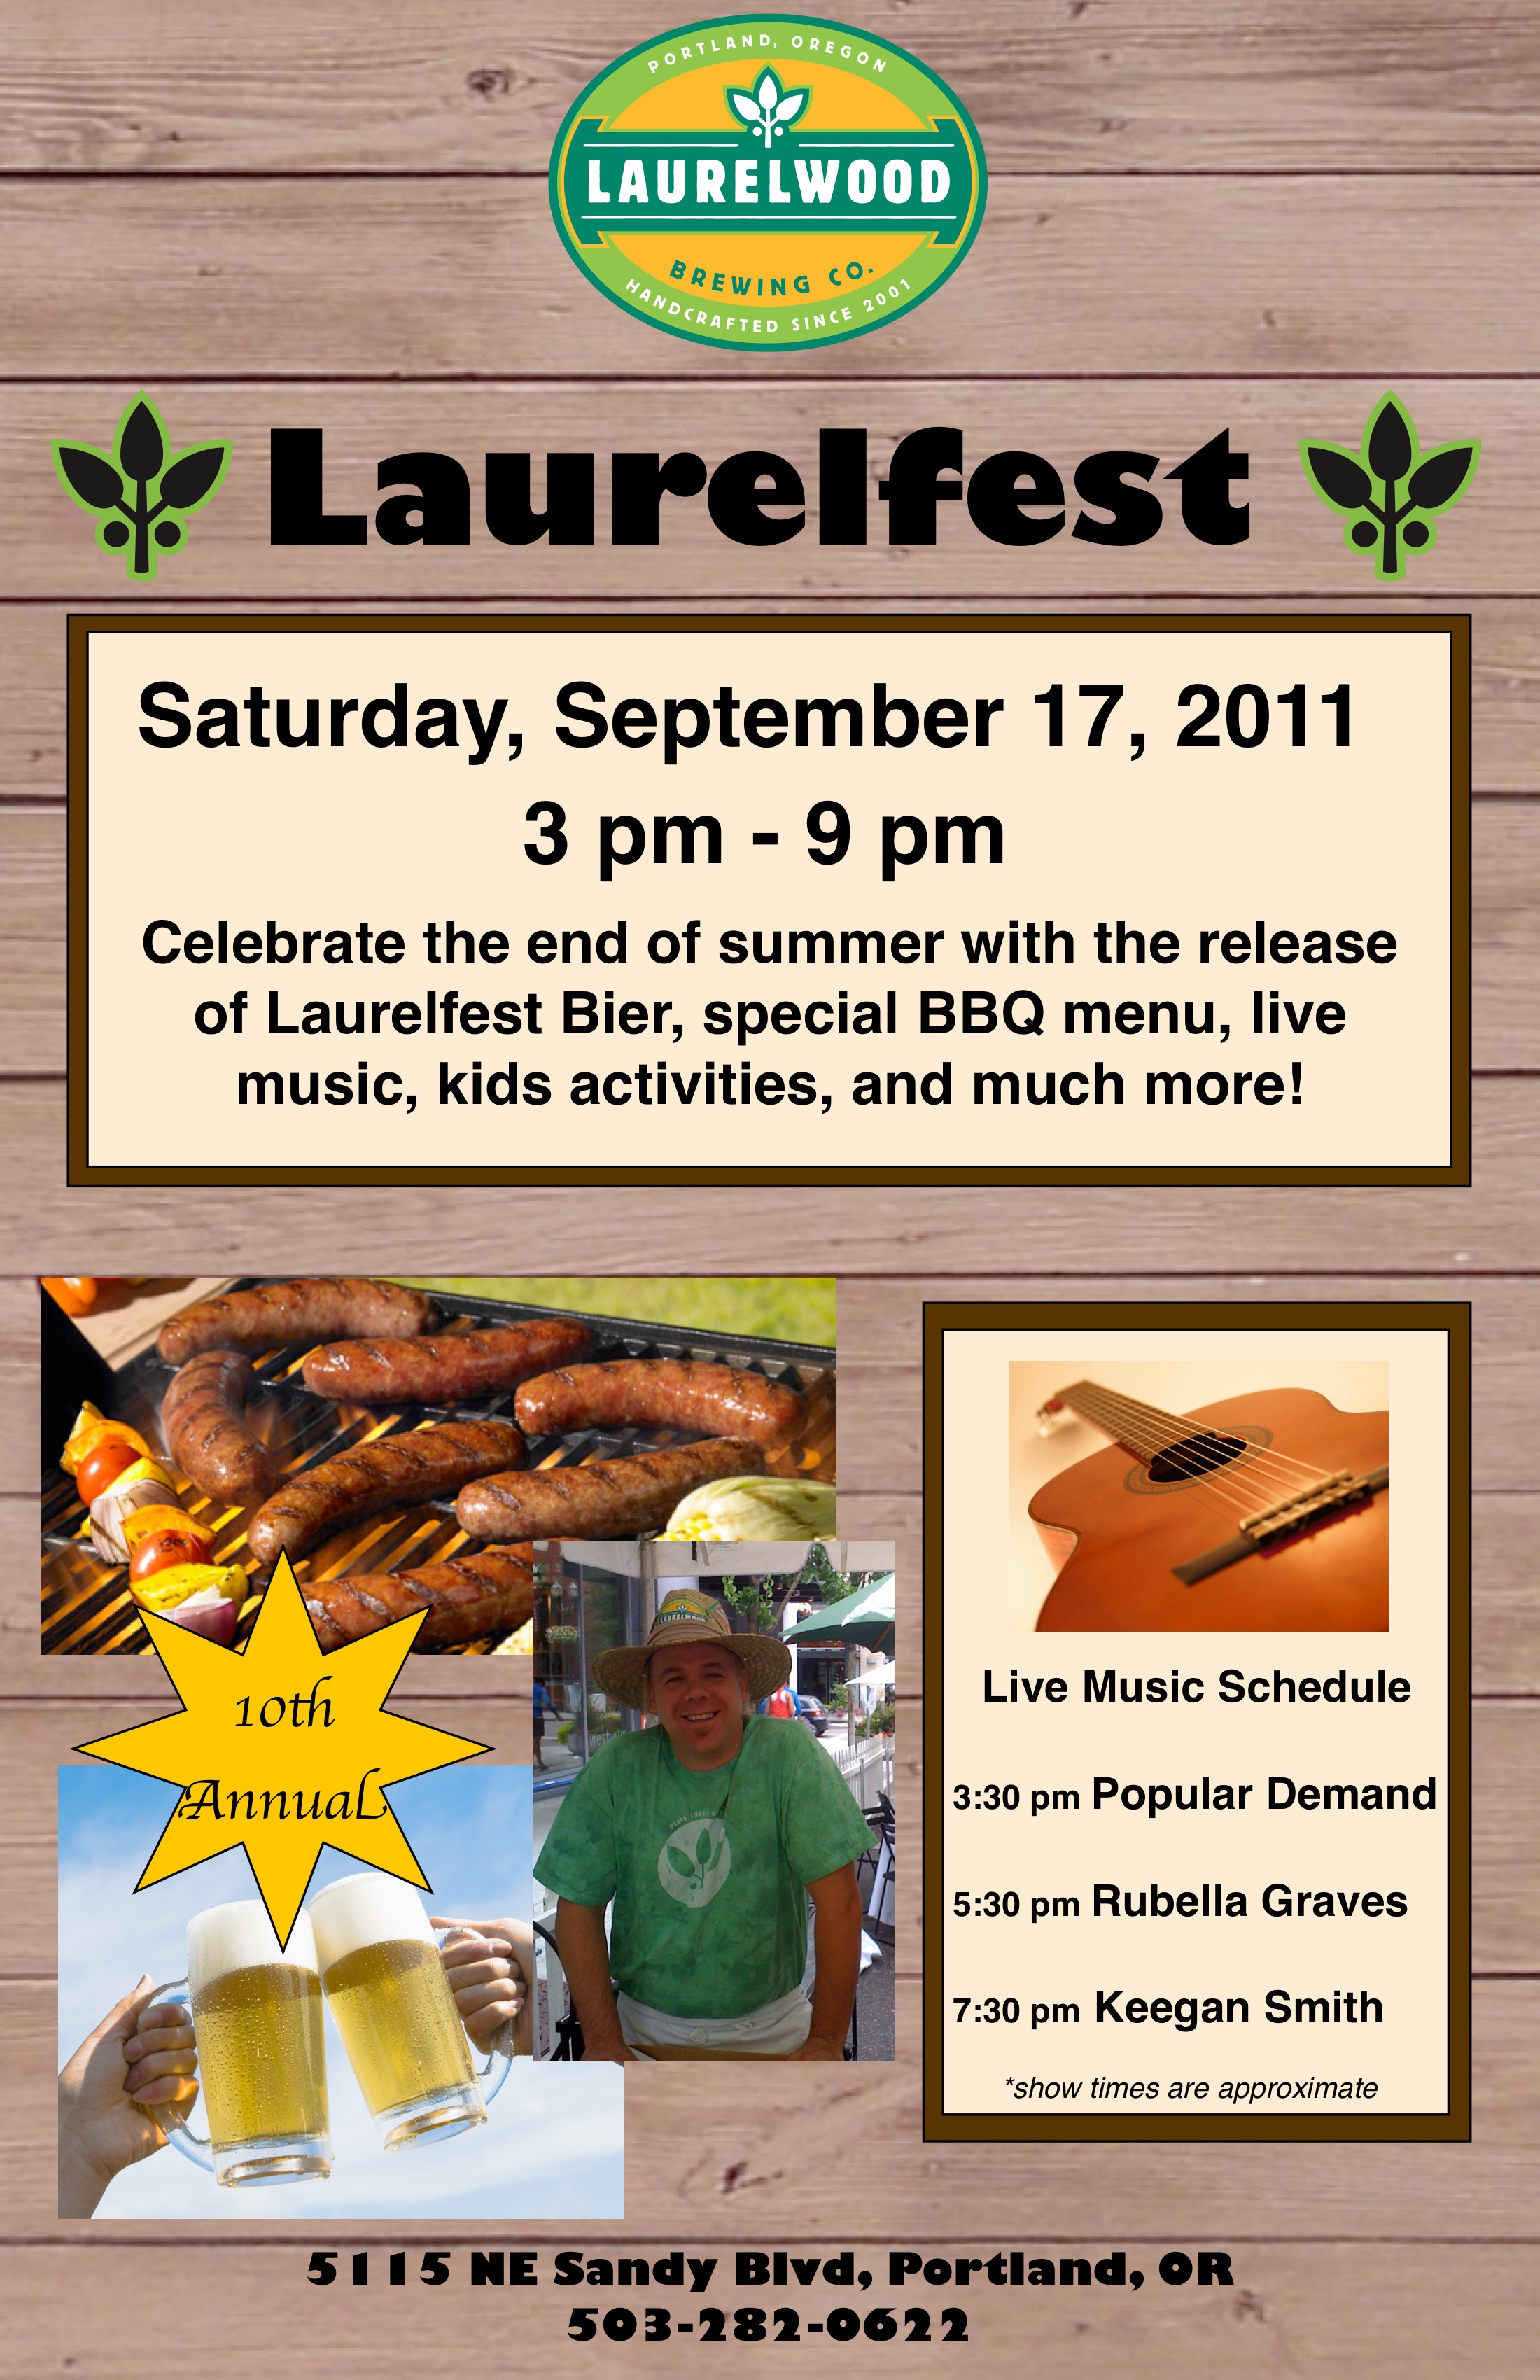 PORTLAND, OREGON
LAURELWOOD
BREWING CO.
HANDCRAFTED SINCE 2001
Laurelfest
Saturday, September 17, 2011
3 pm - 9 pm
Celebrate the end of summer with the release
of Laurelfest Bier, special BBQ menu, live
music, kids activities, and much more!
10th
Annual
LAURELWOOD
Live Music Schedule
3:30 pm Popular Demand
5:30 pm Rubella Graves
7:30 pm Keegan Smith
*show times are approximate
5115 NE Sandy Blvd, Portland, OR
503-282-0622